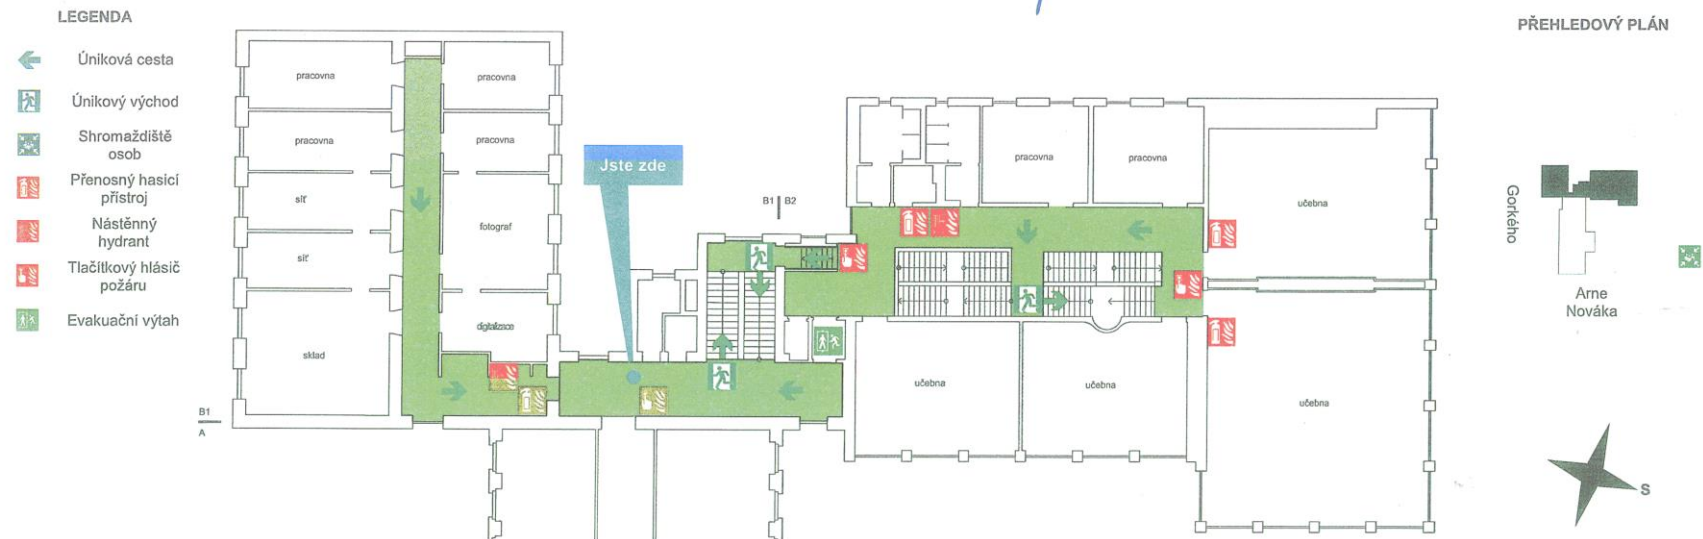 LEGENDA
Úniková cesta
Únikový východ
Shromaždiště
osob
Přenosný hasicí
přístroj
Nástěnný
hydrant
Tlačítkový hlásič
požáru
Evakuační výtah
pracovna
pracovna
pracovna
pracovna
síť
fotograf
síť
digitalizace
sklad
B1
A
Jste zde
B1 B2
pracovna
pracovna
učebna
učebna
učebna
učebna
PŘEHLEDOVÝ PLÁN
Gorkého
Arne
Nováka
S